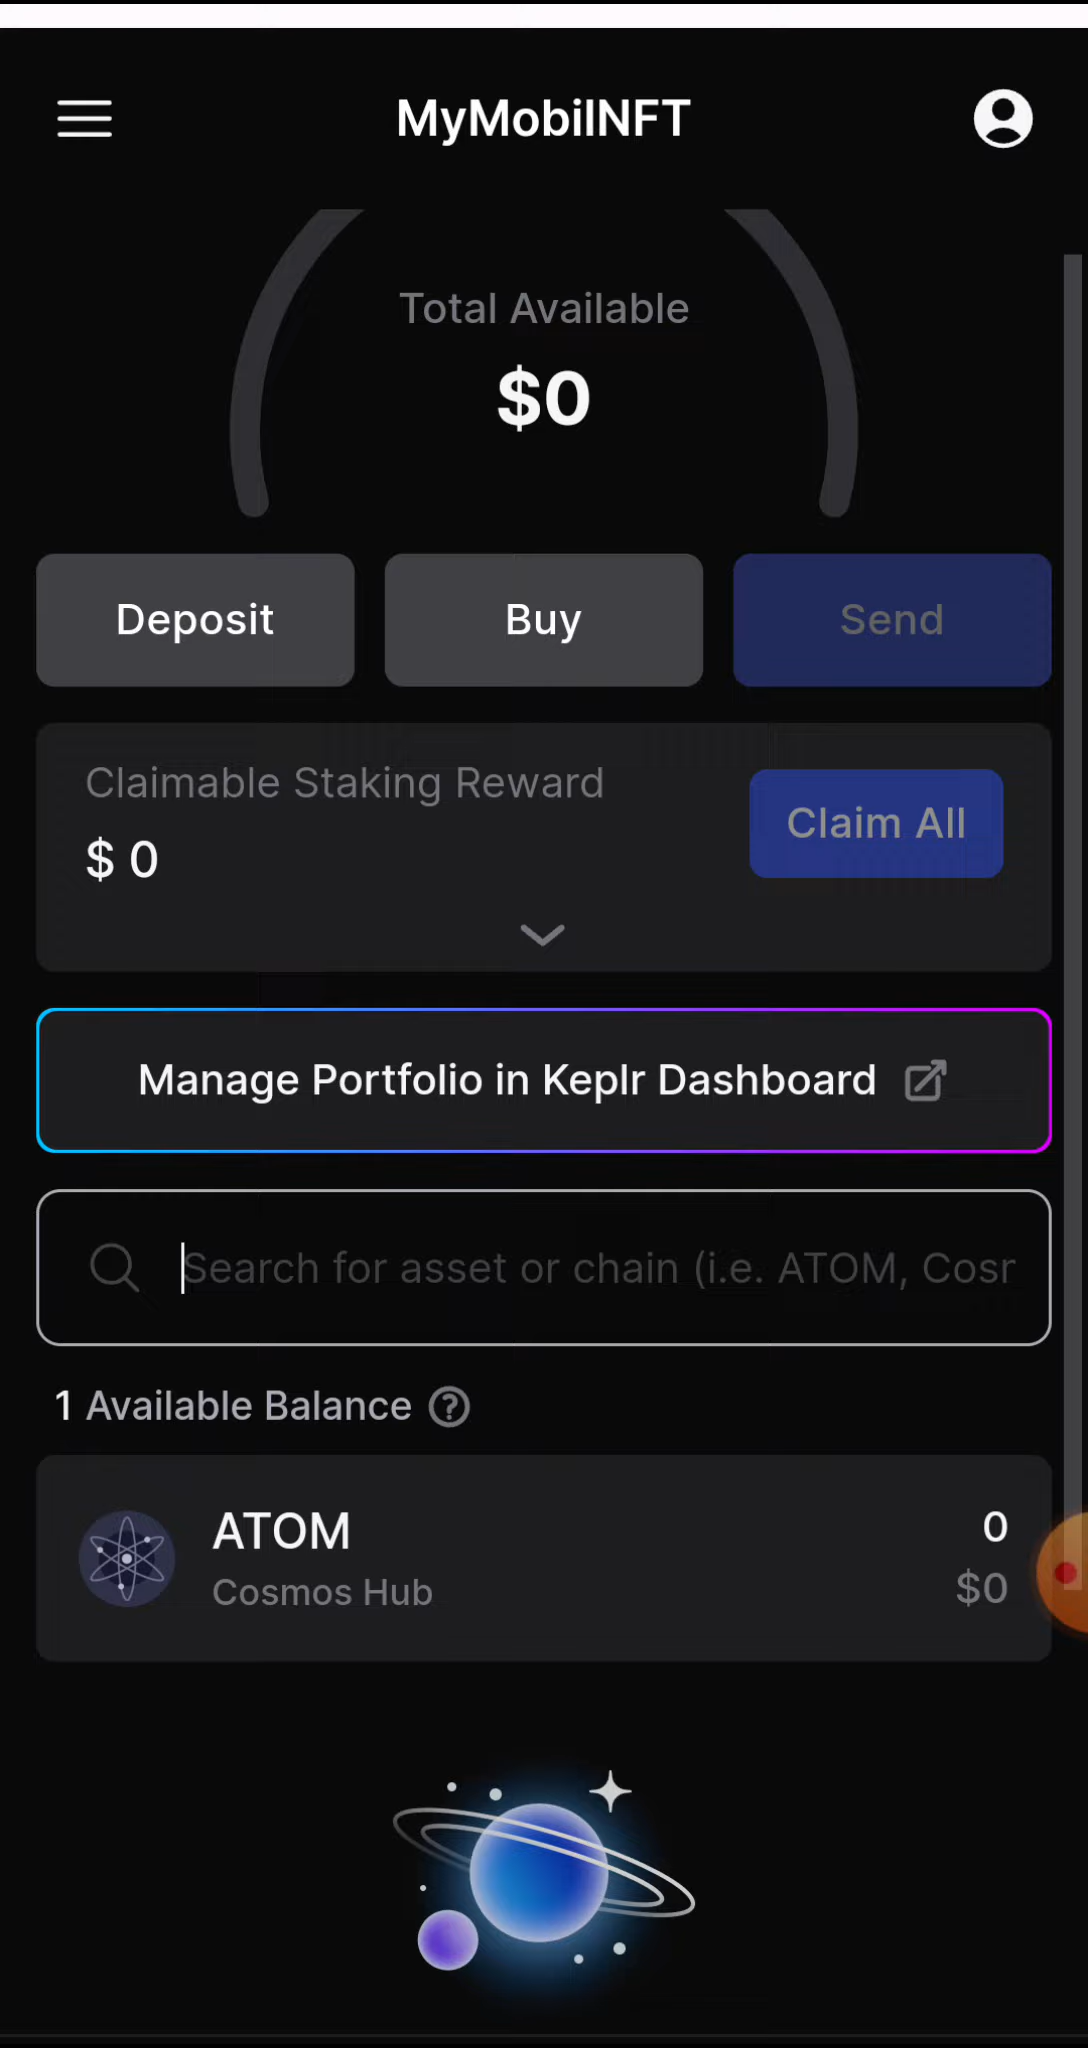 MyMobilNFT
Total Available
$0
Deposit
Buy
Send
Claimable Staking Reward
$ 0
Claim All
Manage Portfolio in Keplr Dashboard
Search for asset or chain (i.e. ATOM, Cosr
1 Available Balance
ATOM
0
Cosmos Hub
$0